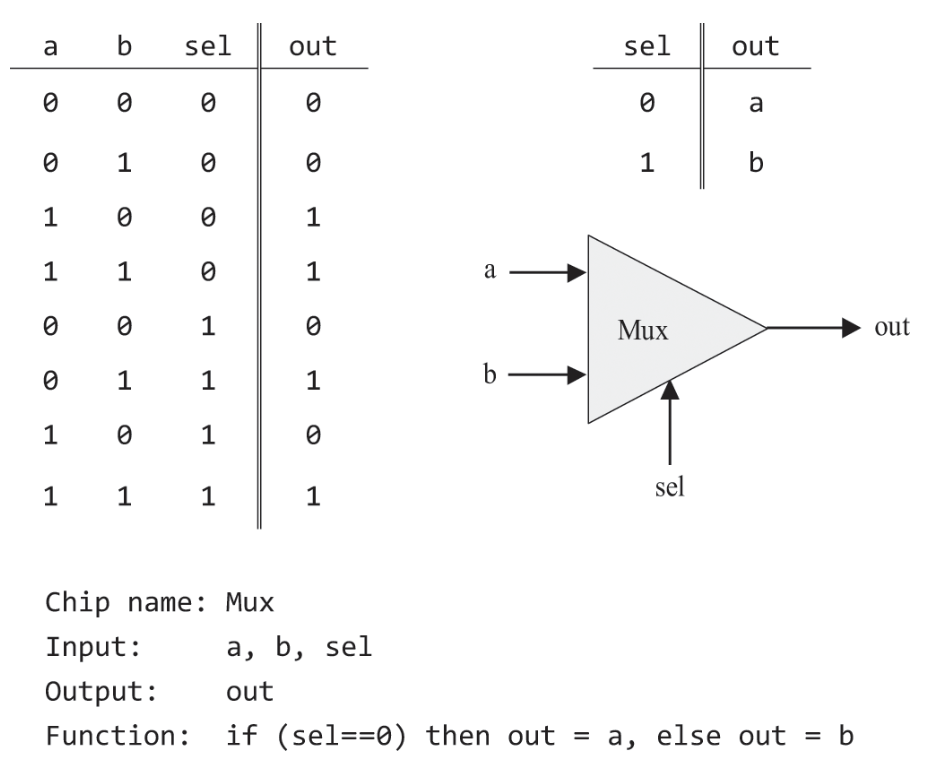 a b sel out
0 0 0 0
0 1 0 0
1 0 0 1
1 1 0 1
0 0 1 0
0 1 1 1
1 0 1 0
1 1 1 1
sel out
0 a
1 b
a
b
Mux
out
sel
Chip name: Mux
Input: a, b, sel
Output: out
Function: if (sel==0) then out = a, else out = b